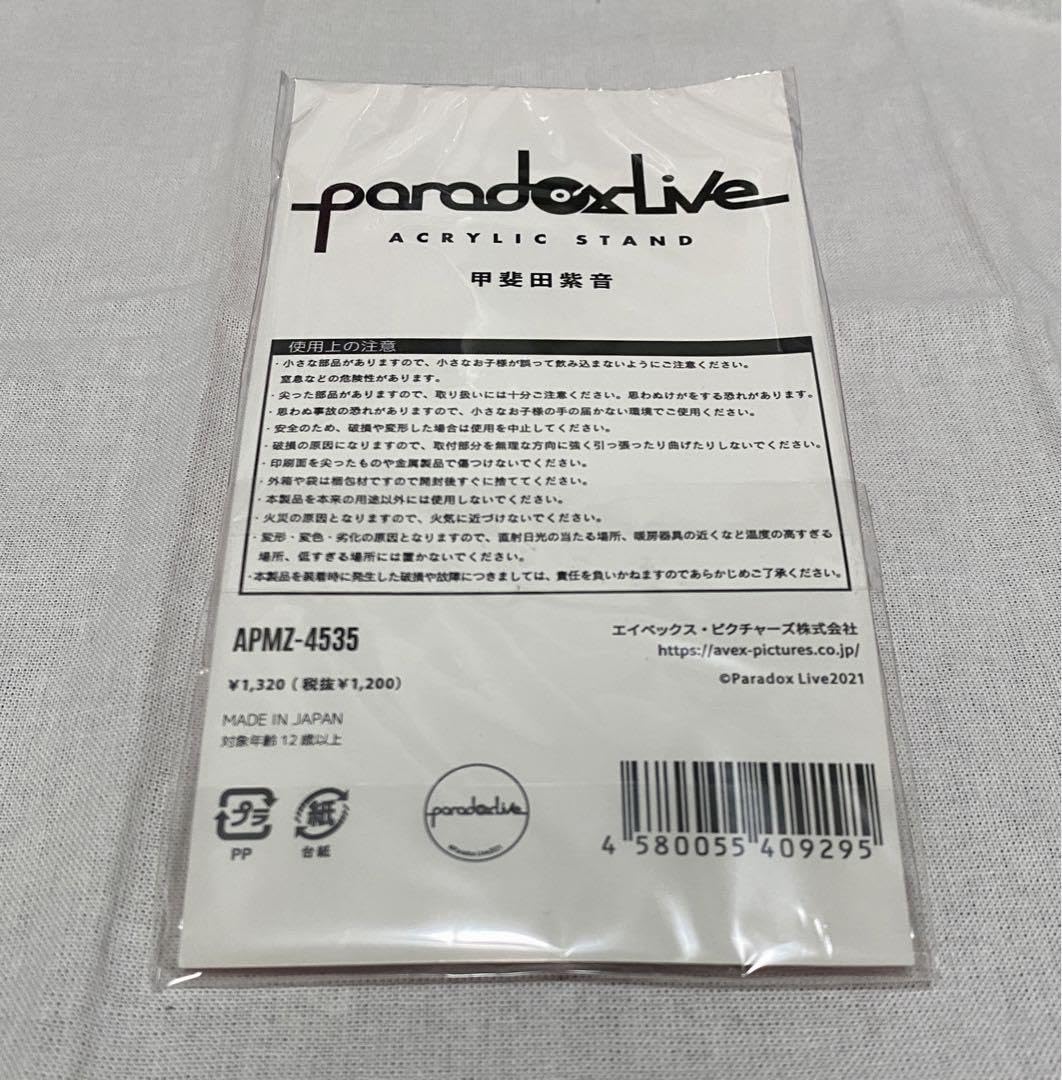 paradox Live
ACRYLIC STAND
甲斐田紫音
使用上の注意
・小さな部品がありますので、小さなお子様が誤って飲み込まないようにご注意ください。
窒息などの危険性があります。
・尖った部品がありますので、取り扱いには十分ご注意ください。思わぬけがをする恐れがあります。
・思わぬ事故の恐れがありますので、小さなお子様の手の届かない環境でご使用ください。
・安全のため、破損や変形した場合は使用を中止してください。
・破損の原因になりますので、取付部分を無理な方向に強く引っ張ったり曲げたりしないでください。
・印刷面を尖ったものや金属製品で傷つけないでください。
・外箱や袋は梱包材ですので開封後すぐに捨ててください。
・本製品を本来の用途以外には使用しないでください。
・火災の原因となりますので、火気に近づけないでください。
・変形・変色・劣化の原因となりますので、直射日光の当たる場所、暖房器具の近くなど温度の高すぎる
場所、低すぎる場所には置かないでください。
・本製品を装着時に発生した破損や故障につきましては、責任を負いかねますのであらかじめご了承ください。
APMZ-4535
エイベックス・ピクチャーズ株式会社
https://avex-pictures.co.jp/
¥1,320(税抜¥1,200)
©Paradox Live2021
MADE IN JAPAN
対象年齢12歳以上
プラ
PP
紙
台紙
paradox Live
4 580055 409295